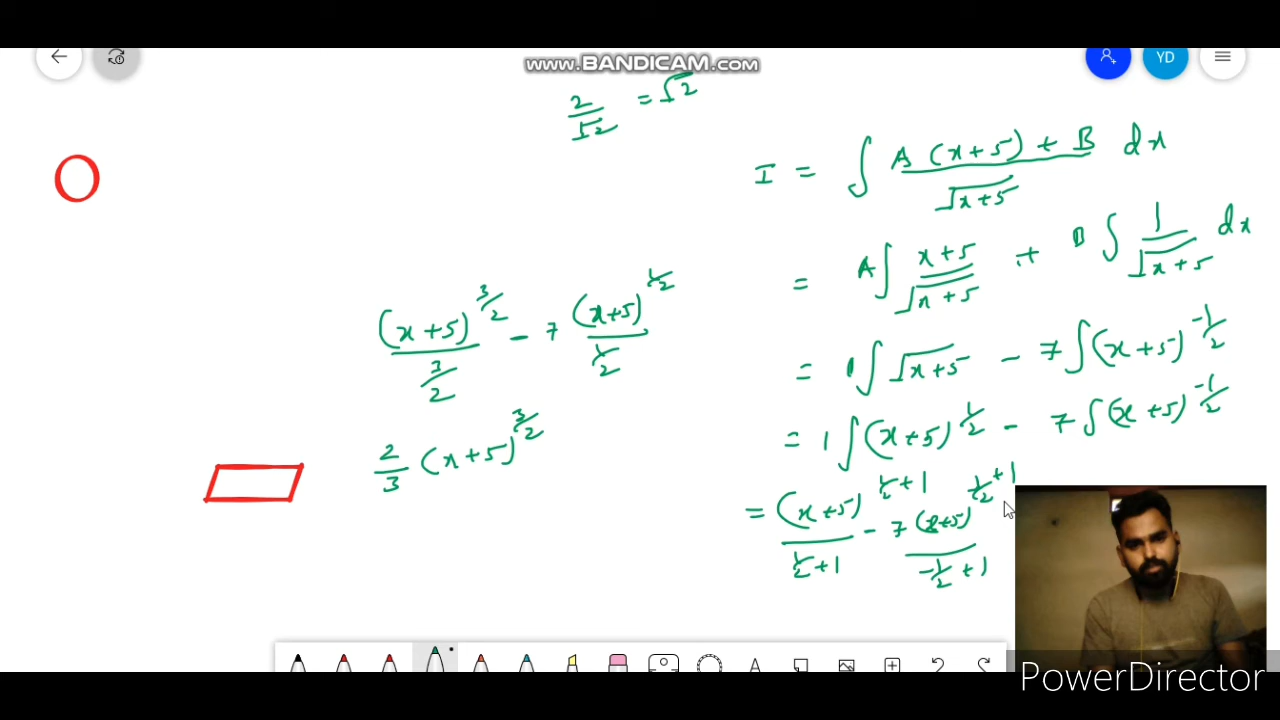 www.BANDICAM.com
YD
2/√2 = √2
I = ∫ A (x+5) + B / √x+5 dx
= A ∫ x+5 / √x+5 + B ∫ 1 / √x+5 dx
= 1 ∫ √x+5 − 7 ∫ (x+5)^-1/2
= 1 ∫ (x+5)^1/2 − 7 ∫ (x+5)^-1/2
= (x+5)^1/2+1 / 1/2+1 − 7 (x+5)^1/2+1 / -1/2+1
(x+5)^3/2 / 3/2 − 7 (x+5)^1/2 / 1/2
2/3 (x+5)^3/2
A
PowerDirector